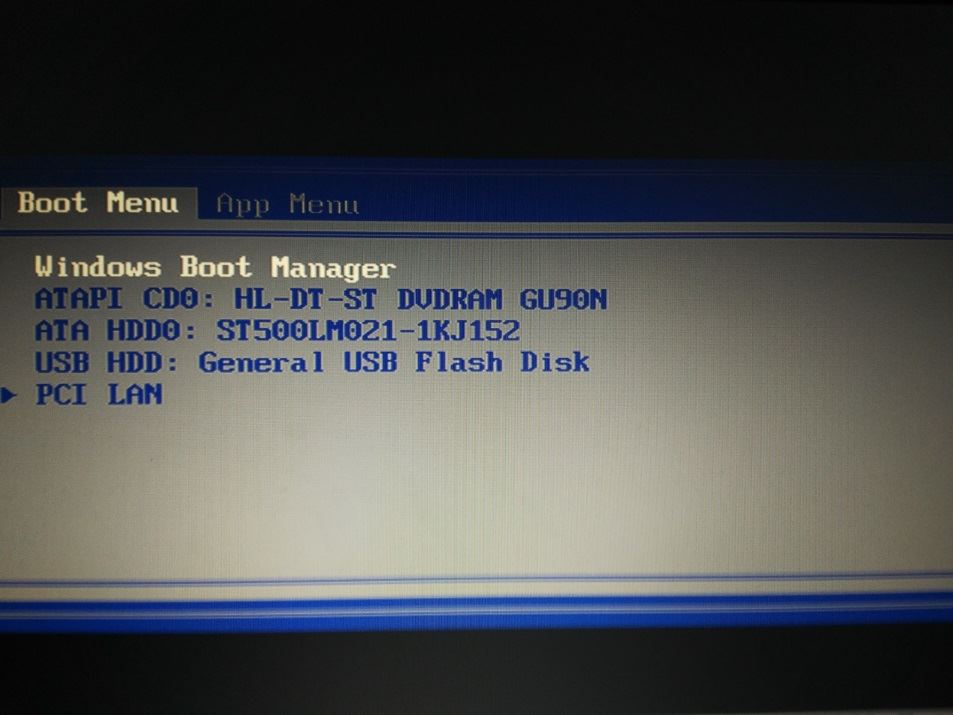 Boot Menu App Menu
Windows Boot Manager
ATAPI CD0: HL-DT-ST DVDRAM GU90N
ATA HDD0: ST500LM021-1KJ152
USB HDD: General USB Flash Disk
PCI LAN